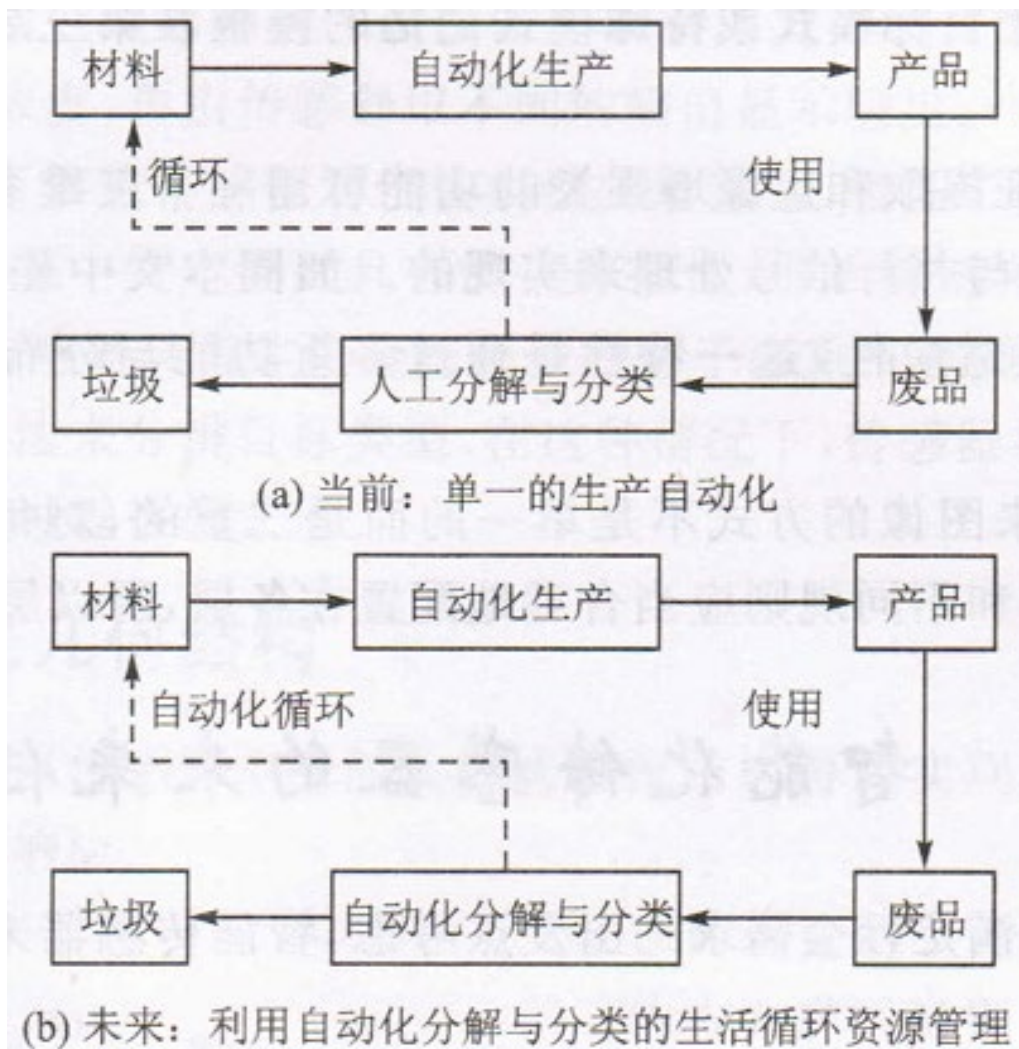 材料 自动化生产 产品
循环 使用
垃圾 人工分解与分类 废品
(a) 当前：单一的生产自动化
材料 自动化生产 产品
自动化循环 使用
垃圾 自动化分解与分类 废品
(b) 未来：利用自动化分解与分类的生活循环资源管理